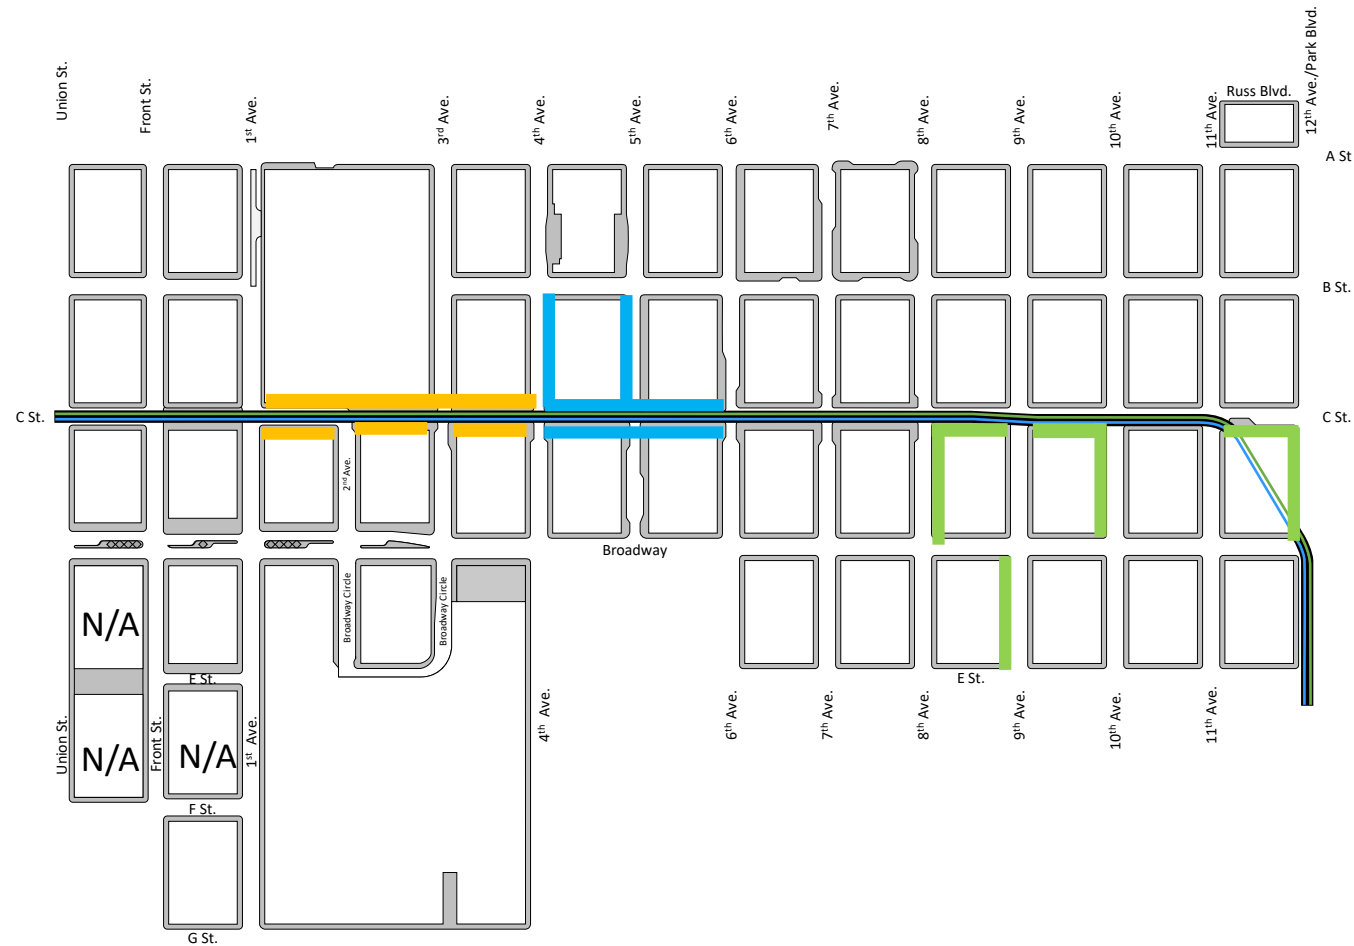 Union St.
Front St.
1st Ave.
3rd Ave.
4th Ave.
5th Ave.
6th Ave.
7th Ave.
8th Ave.
9th Ave.
10th Ave.
11th Ave.
12th Ave./Park Blvd.
Russ Blvd.
A St
B St.
C St.
C St.
2nd Ave.
Broadway
Broadway Circle
Broadway Circle
N/A
E St.
E St.
Union St.
N/A
Front St.
N/A
1st Ave.
4th Ave.
6th Ave.
7th Ave.
8th Ave.
9th Ave.
10th Ave.
11th Ave.
F St.
G St.